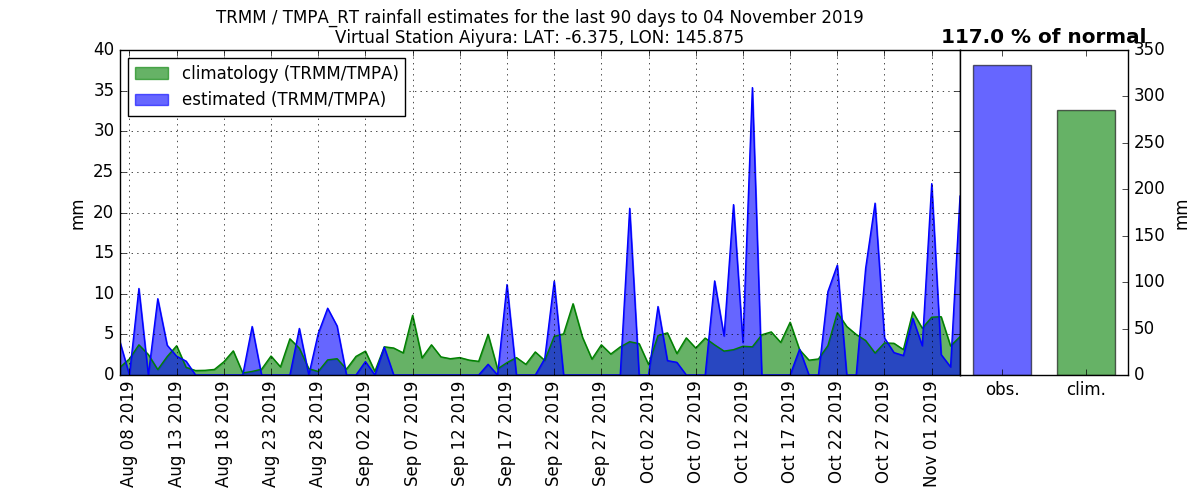 TRMM / TMPA_RT rainfall estimates for the last 90 days to 04 November 2019
Virtual Station Aiyura: LAT: -6.375, LON: 145.875
117.0 % of normal
climatology (TRMM/TMPA)
estimated (TRMM/TMPA)
mm
40
35
30
25
20
15
10
5
0
Aug 08 2019
Aug 13 2019
Aug 18 2019
Aug 23 2019
Aug 28 2019
Sep 02 2019
Sep 07 2019
Sep 12 2019
Sep 17 2019
Sep 22 2019
Sep 27 2019
Oct 02 2019
Oct 07 2019
Oct 12 2019
Oct 17 2019
Oct 22 2019
Oct 27 2019
Nov 01 2019
obs.
clim.
350
300
250
200
150
100
50
0
mm